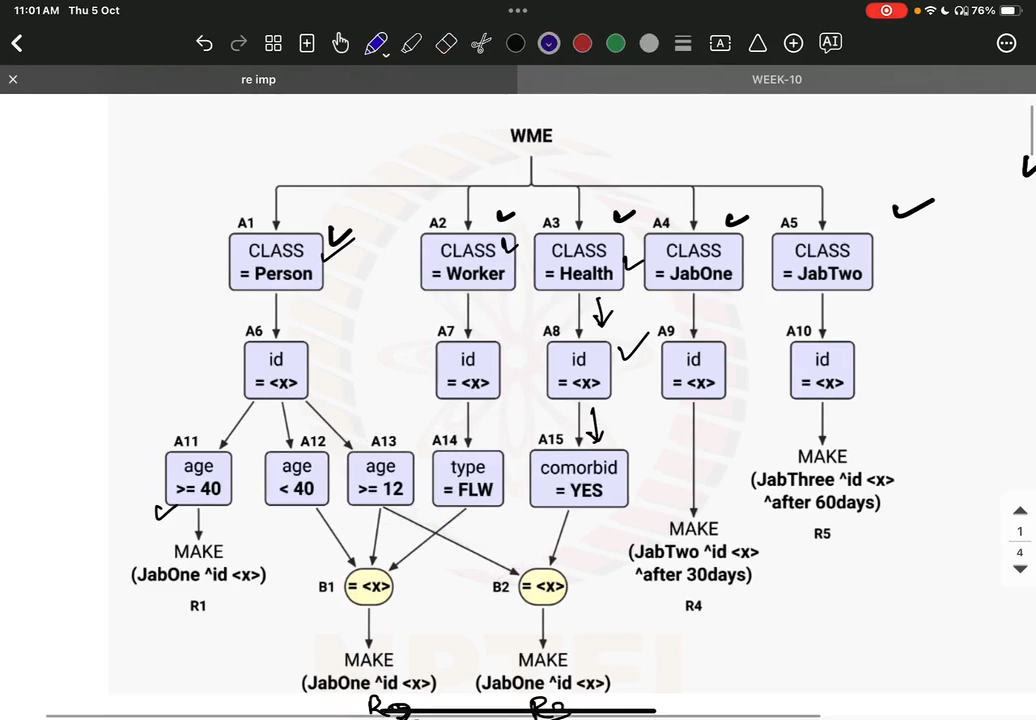 11:01 AM Thu 5 Oct
76%
A
AI
re imp
WEEK-10
WME
A1
A2
A3
A4
A5
CLASS
= Person
CLASS
= Worker
CLASS
= Health
CLASS
= JabOne
CLASS
= JabTwo
A6
A7
A8
A9
A10
id
= <x>
id
= <x>
id
= <x>
id
= <x>
id
= <x>
A11
A12
A13
A14
A15
age
>= 40
age
< 40
age
>= 12
type
= FLW
comorbid
= YES
MAKE
(JabThree ^id <x>
^after 60days)
R5
MAKE
(JabOne ^id <x>)
R1
B1
= <x>
B2
= <x>
MAKE
(JabTwo ^id <x>
^after 30days)
R4
MAKE
(JabOne ^id <x>)
MAKE
(JabOne ^id <x>)
1
4
NPTEL